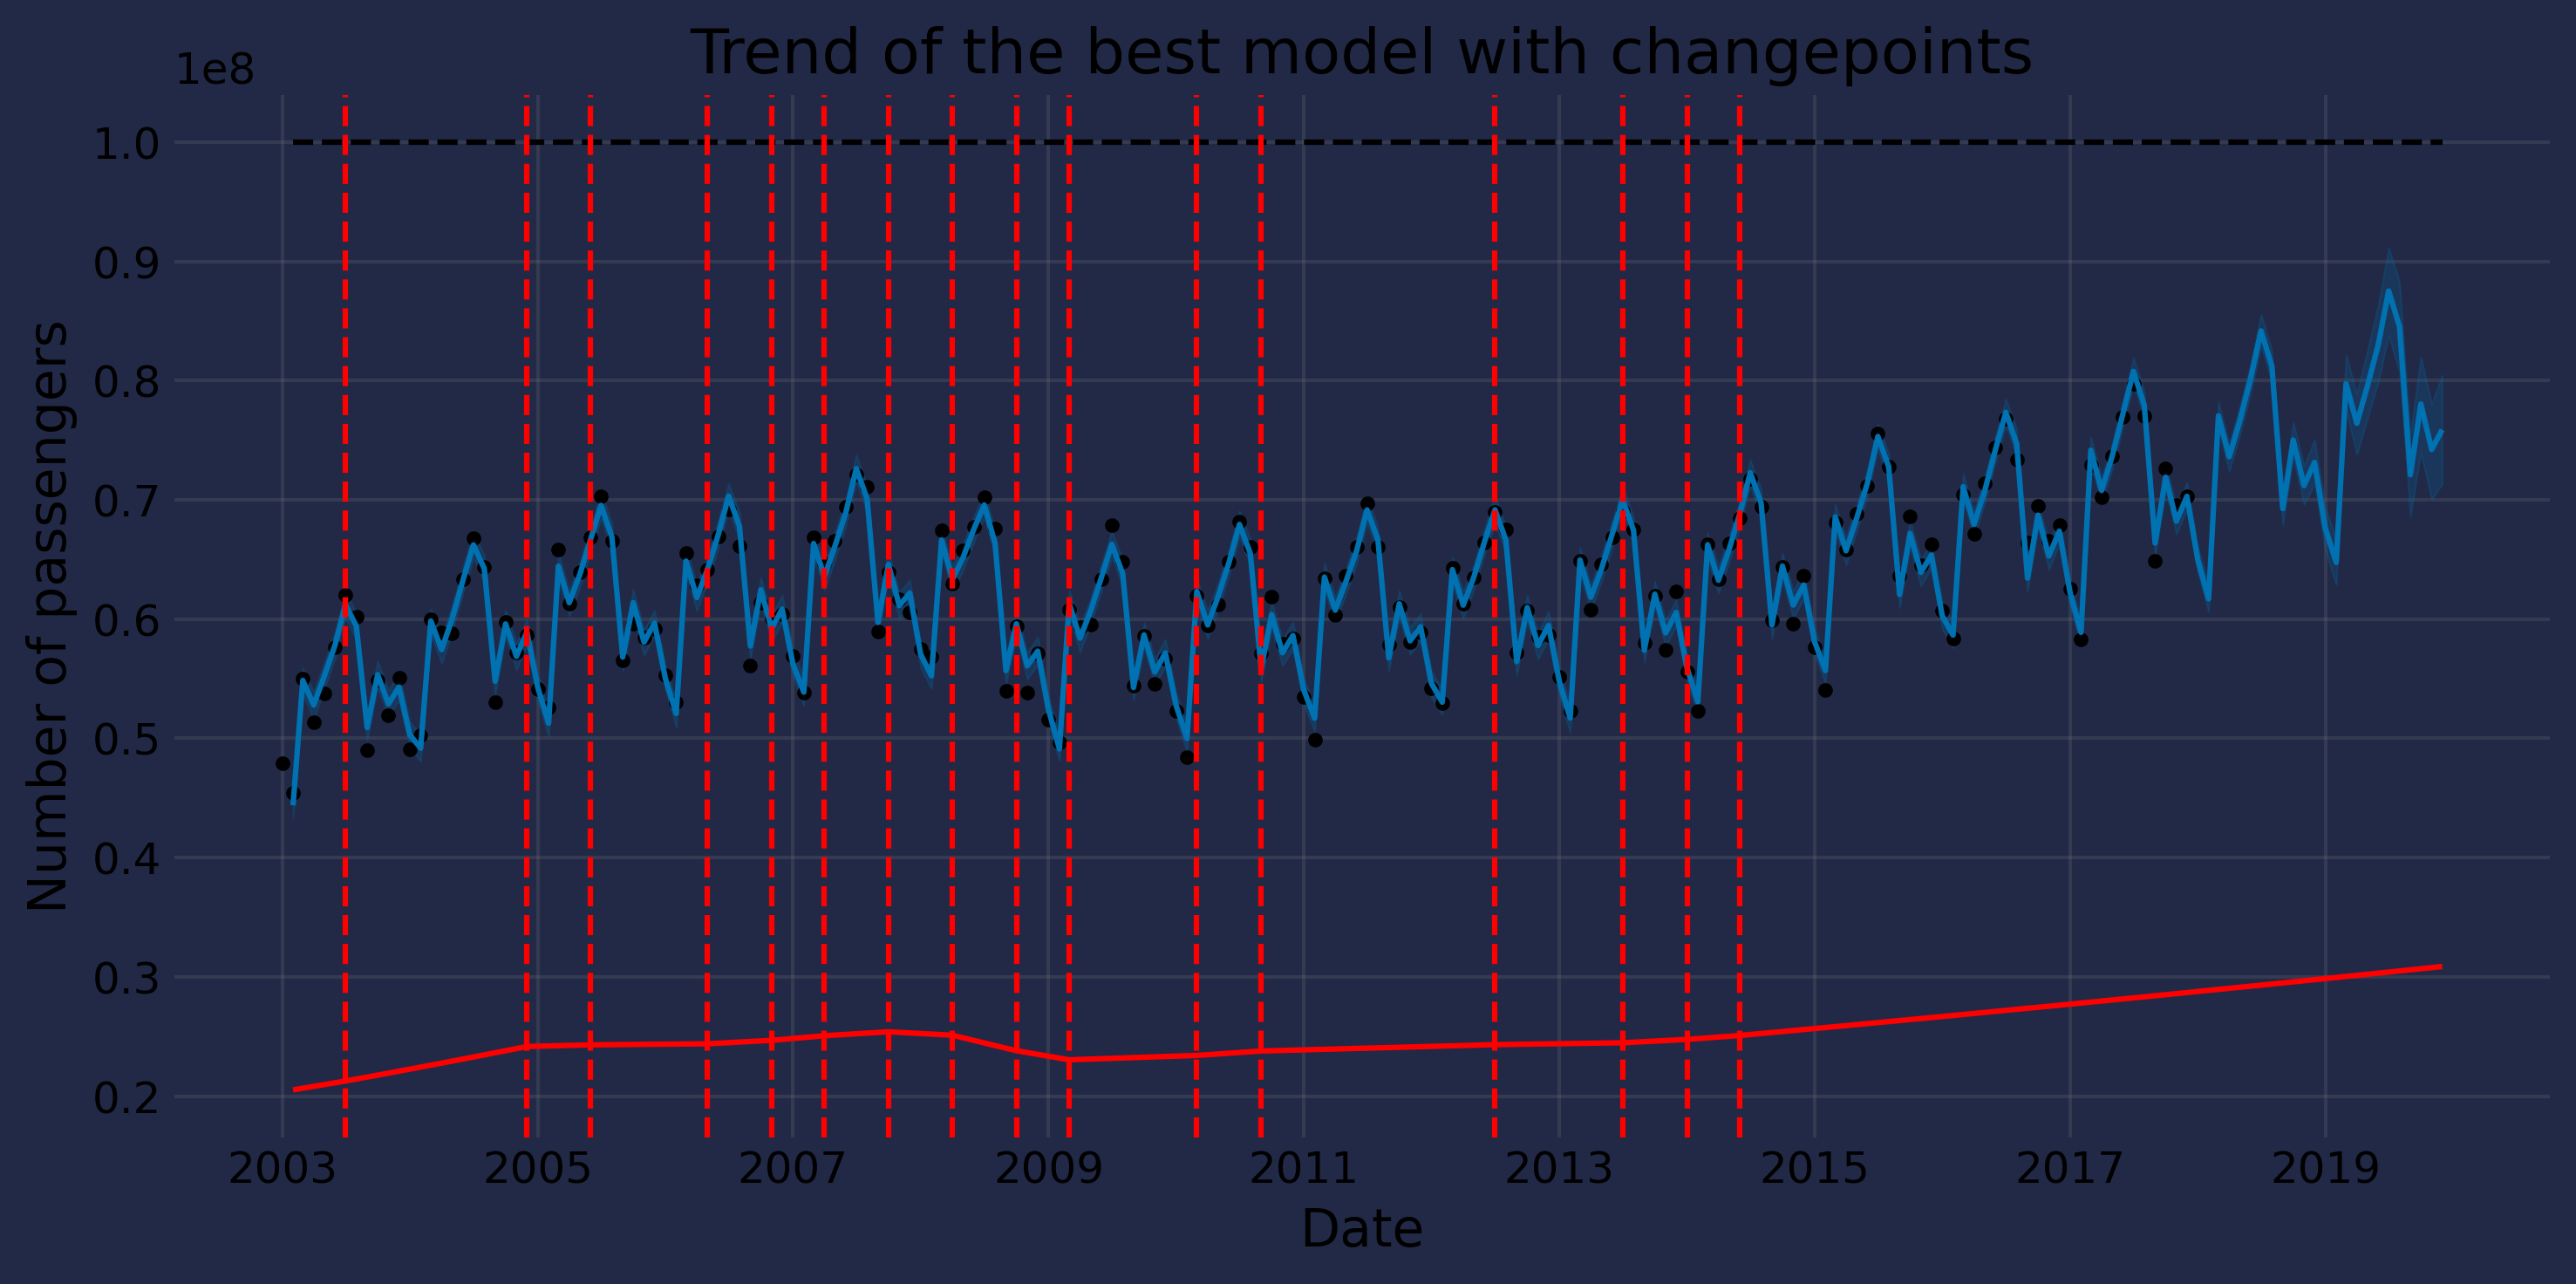 Trend of the best model with changepoints
1e8
1.0
0.9
0.8
0.7
0.6
0.5
0.4
0.3
0.2
Number of passengers
2003 2005 2007 2009 2011 2013 2015 2017 2019
Date